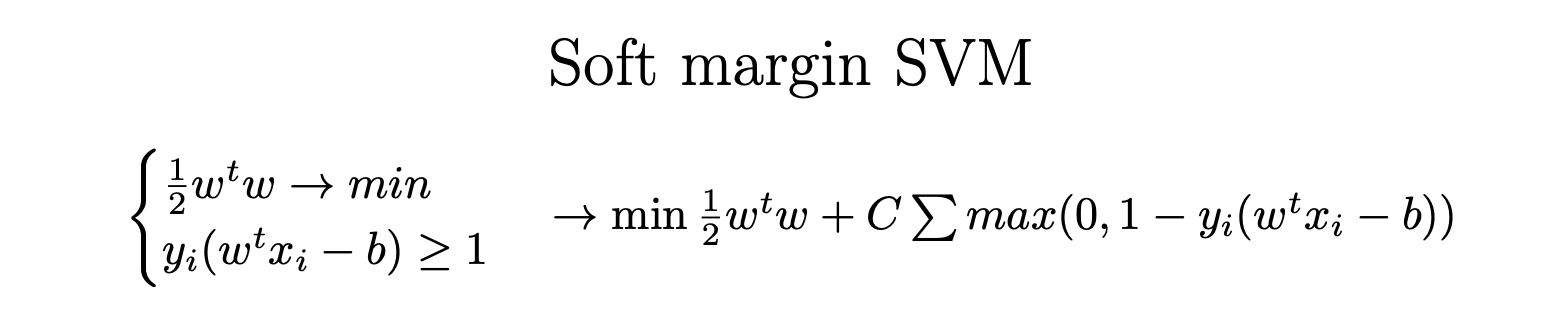 Soft margin SVM
{ ½wᵗw → min
yᵢ(wᵗxᵢ − b) ≥ 1
→ min ½wᵗw + C∑max(0, 1 − yᵢ(wᵗxᵢ − b))